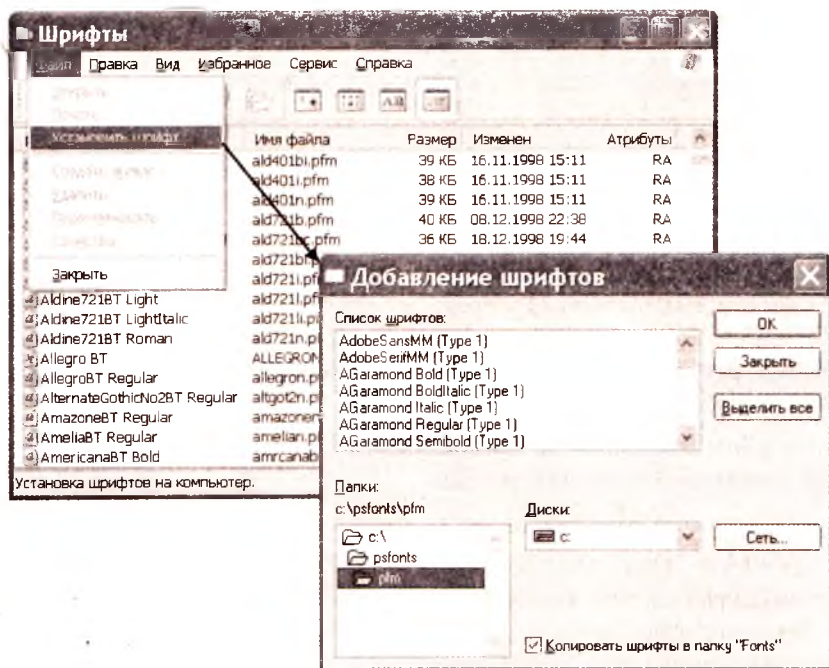 Шрифты
Файл Правка Вид Избранное Сервис Справка
Установить шрифт
Удалить
Переименовать
Свойства
Закрыть
Имя файла Размер Изменен Атрибуты
ald401bi.pfm 39 КБ 16.11.1998 15:11 RA
ald401i.pfm 38 КБ 16.11.1998 15:11 RA
ald401n.pfm 39 КБ 16.11.1998 15:11 RA
ald721b.pfm 40 КБ 08.12.1998 22:38 RA
ald721bc.pfm 36 КБ 18.12.1998 19:44 RA
Aldine721BT Light
Aldine721BT LightItalic
Aldine721BT Roman
Allegro BT
AllegroBT Regular
AlternateGothicNo2BT Regular
AmazoneBT Regular
AmeliaBT Regular
AmericanaBT Bold
Установка шрифтов на компьютер.
Добавление шрифтов
Список шрифтов:
AdobeSansMM (Type 1)
AdobeSerifMM (Type 1)
AGaramond Bold (Type 1)
AGaramond BoldItalic (Type 1)
AGaramond Italic (Type 1)
AGaramond Regular (Type 1)
AGaramond Semibold (Type 1)
OK
Закрыть
Выделить все
Папки:
c:\psfonts\pfm
c:\
psfonts
pfm
Диски:
c:
Сеть...
Копировать шрифты в папку "Fonts"